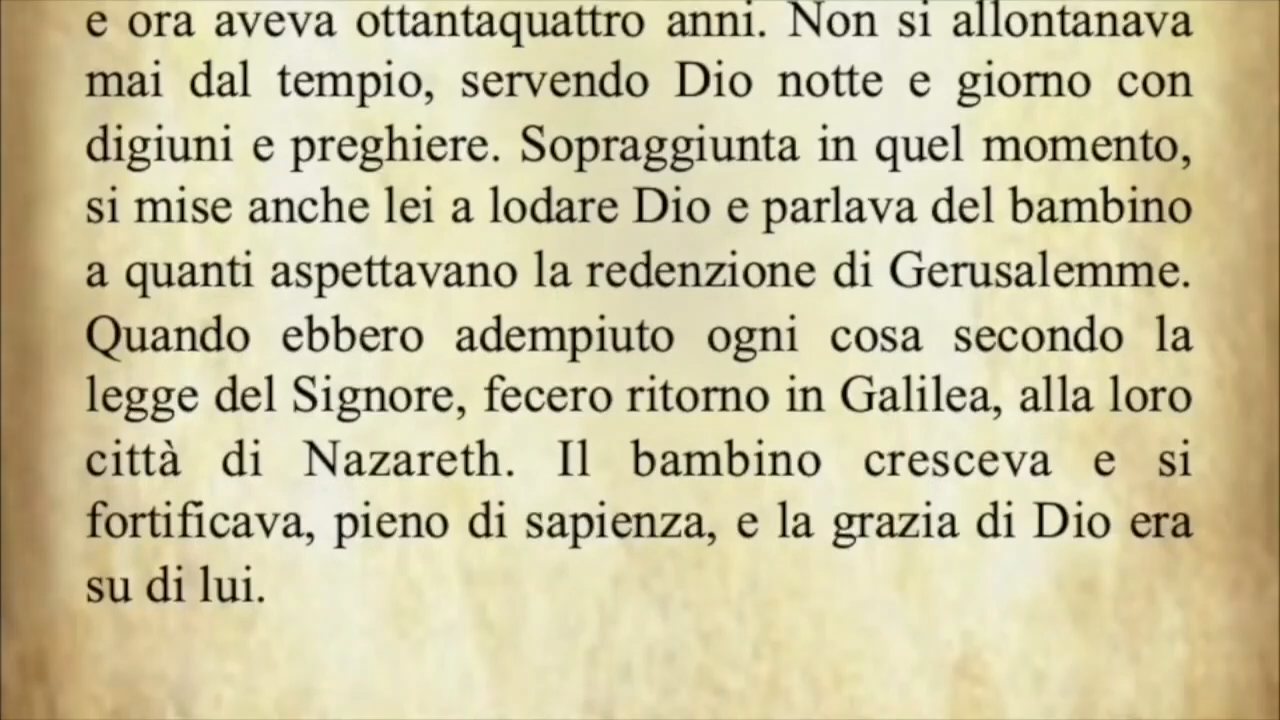 e ora aveva ottantaquattro anni. Non si allontanava
mai dal tempio, servendo Dio notte e giorno con
digiuni e preghiere. Sopraggiunta in quel momento,
si mise anche lei a lodare Dio e parlava del bambino
a quanti aspettavano la redenzione di Gerusalemme.
Quando ebbero adempiuto ogni cosa secondo la
legge del Signore, fecero ritorno in Galilea, alla loro
città di Nazareth. Il bambino cresceva e si
fortificava, pieno di sapienza, e la grazia di Dio era
su di lui.